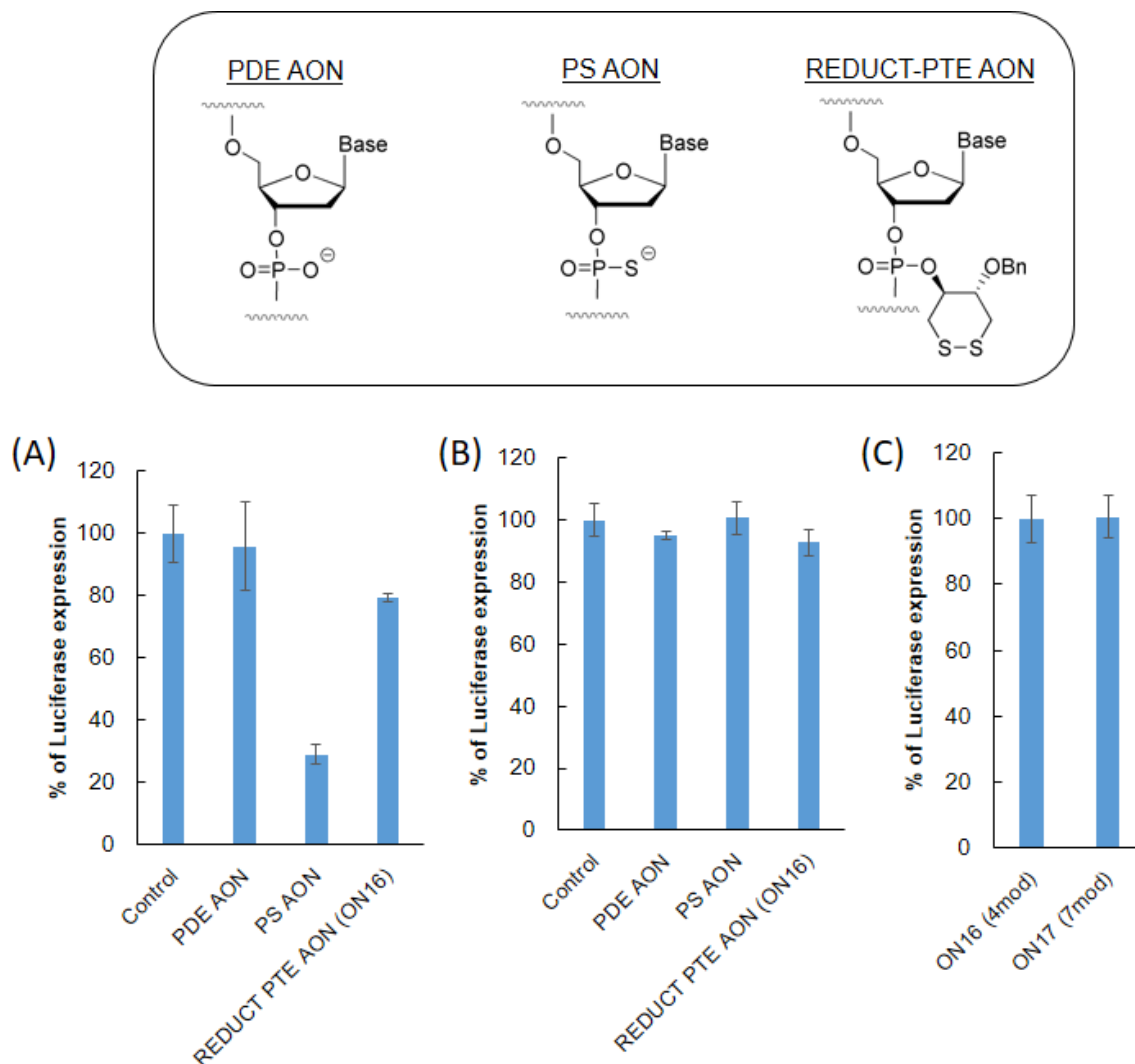 PDE AON
PS AON
REDUCT-PTE AON
O Base
O
O
O=P-O ⊖
O Base
O
O
O=P-S ⊖
O Base
O
O
O=P-O OBn
S-S
(A)
% of Luciferase expression
120
100
80
60
40
20
0
Control
PDE AON
PS AON
REDUCT PTE AON (ON16)
(B)
% of Luciferase expression
120
100
80
60
40
20
0
Control
PDE AON
PS AON
REDUCT PTE AON (ON16)
(C)
% of Luciferase expression
120
100
80
60
40
20
0
ON16 (4mod)
ON17 (7mod)